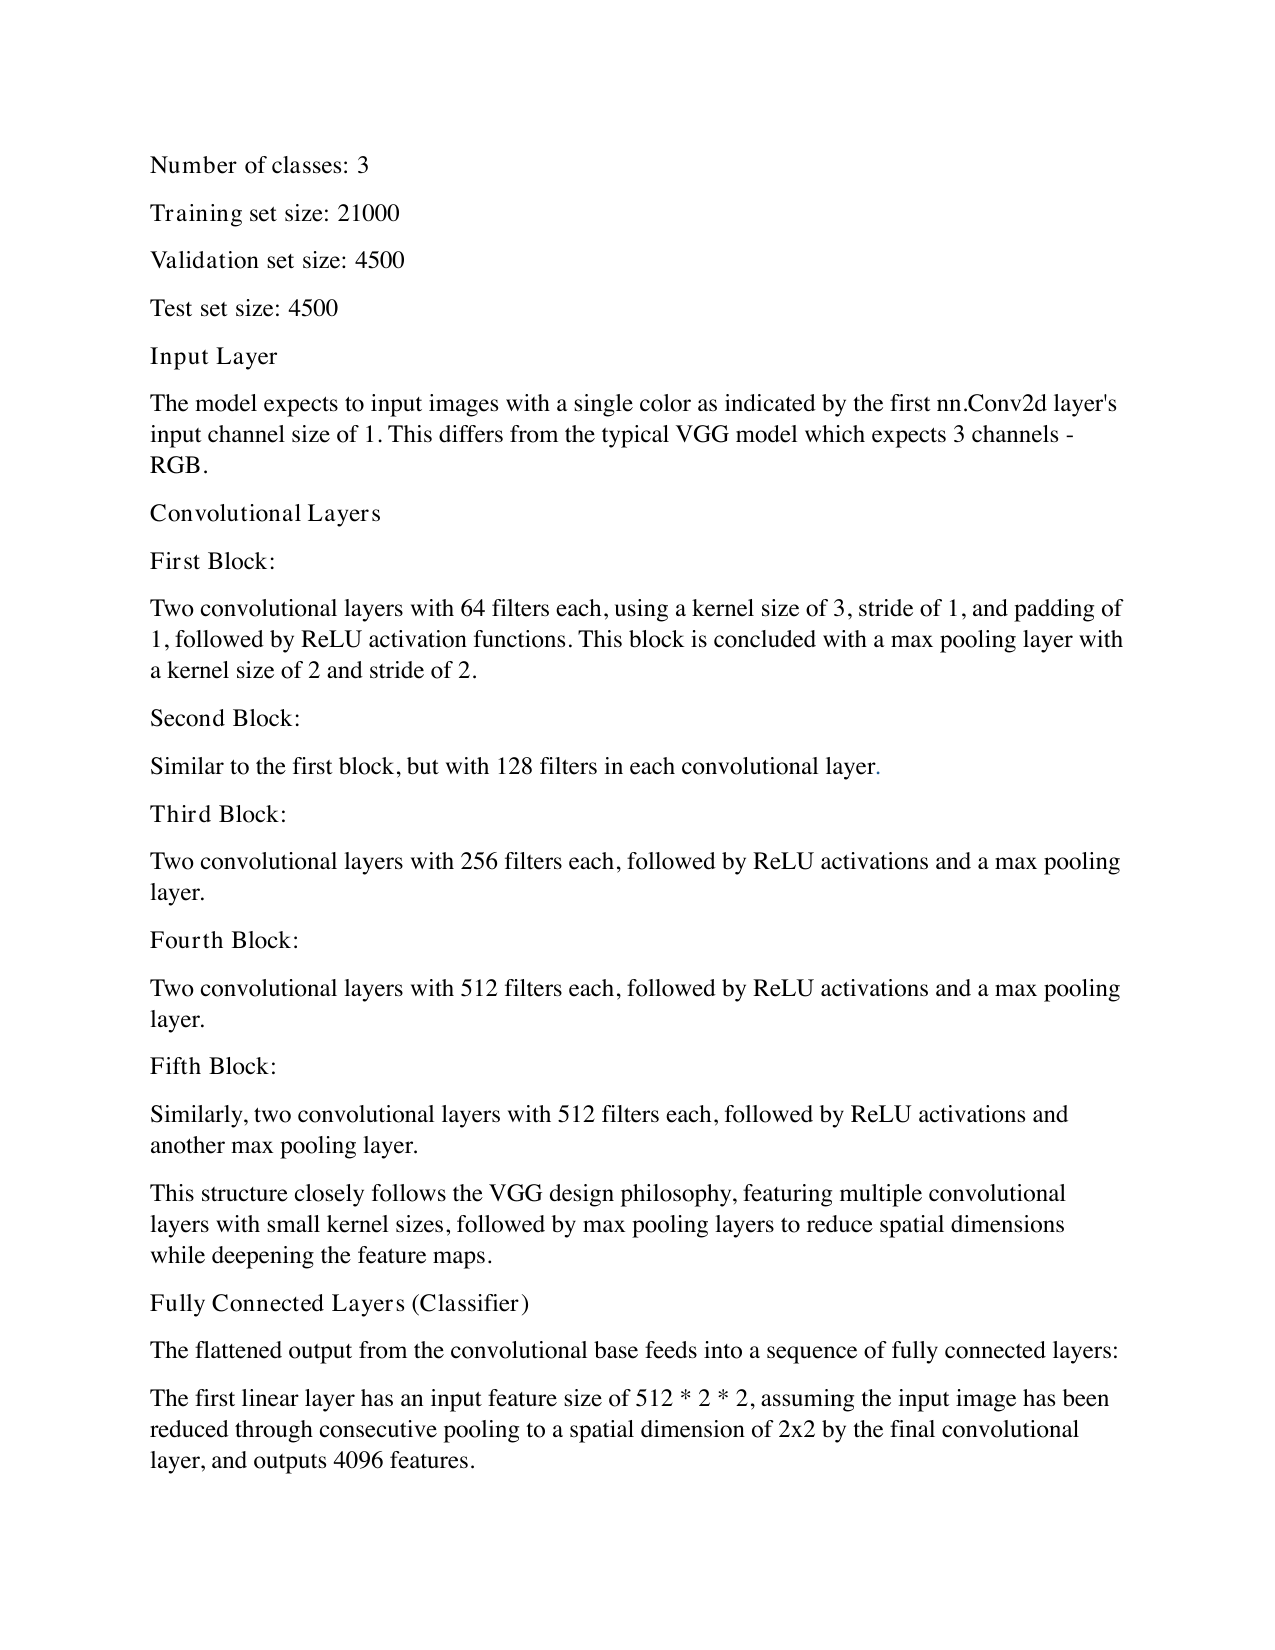 Number of classes: 3
Training set size: 21000
Validation set size: 4500
Test set size: 4500
Input Layer
The model expects to input images with a single color as indicated by the first nn.Conv2d layer's
input channel size of 1. This differs from the typical VGG model which expects 3 channels -
RGB.
Convolutional Layers
First Block:
Two convolutional layers with 64 filters each, using a kernel size of 3, stride of 1, and padding of
1, followed by ReLU activation functions. This block is concluded with a max pooling layer with
a kernel size of 2 and stride of 2.
Second Block:
Similar to the first block, but with 128 filters in each convolutional layer.
Third Block:
Two convolutional layers with 256 filters each, followed by ReLU activations and a max pooling
layer.
Fourth Block:
Two convolutional layers with 512 filters each, followed by ReLU activations and a max pooling
layer.
Fifth Block:
Similarly, two convolutional layers with 512 filters each, followed by ReLU activations and
another max pooling layer.
This structure closely follows the VGG design philosophy, featuring multiple convolutional
layers with small kernel sizes, followed by max pooling layers to reduce spatial dimensions
while deepening the feature maps.
Fully Connected Layers (Classifier)
The flattened output from the convolutional base feeds into a sequence of fully connected layers:
The first linear layer has an input feature size of 512 * 2 * 2, assuming the input image has been
reduced through consecutive pooling to a spatial dimension of 2x2 by the final convolutional
layer, and outputs 4096 features.